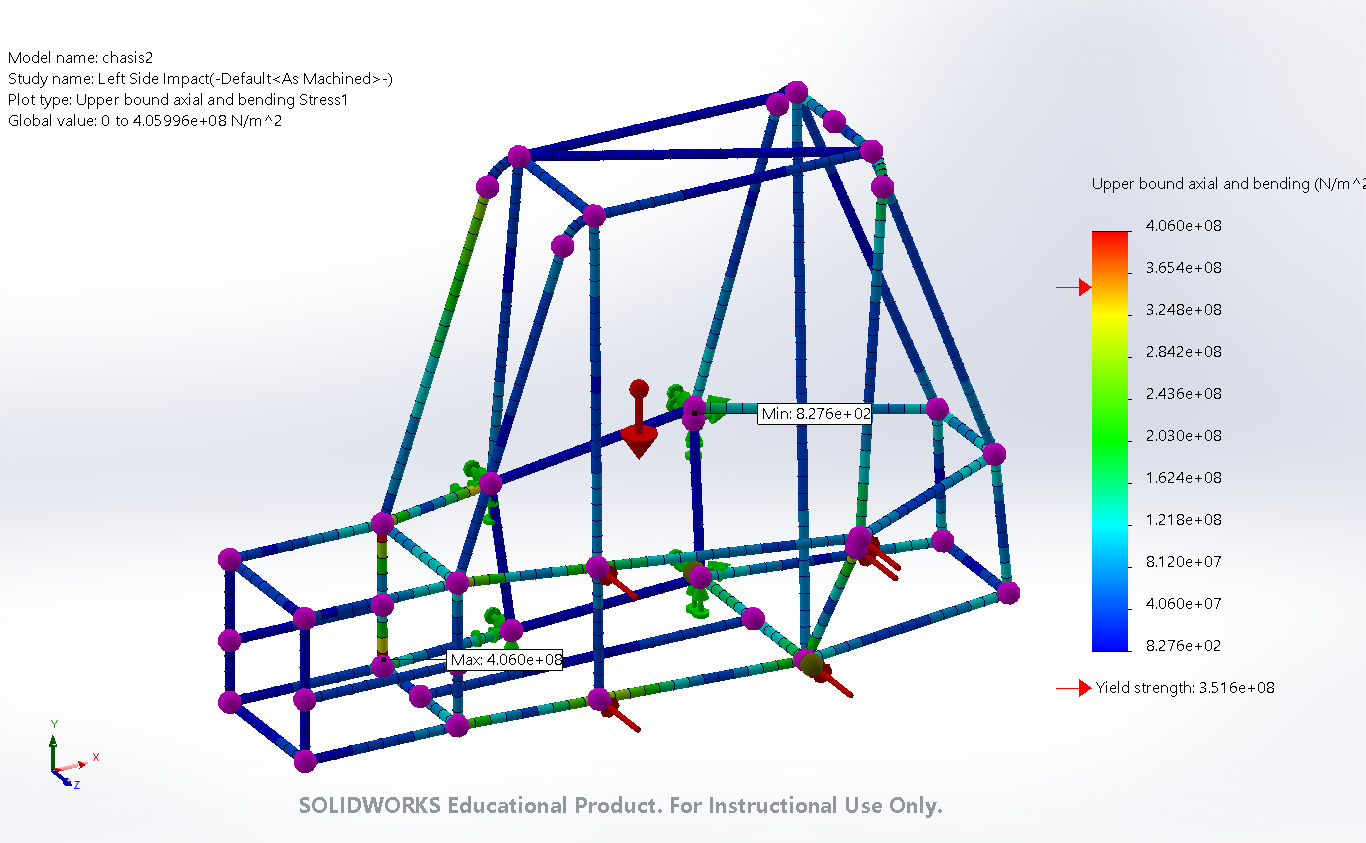 Model name: chasis2
Study name: Left Side Impact(-Default<As Machined>-)
Plot type: Upper bound axial and bending Stress1
Global value: 0 to 4.05996e+08 N/m^2
Upper bound axial and bending (N/m^2
4.060e+08
3.654e+08
3.248e+08
2.842e+08
2.436e+08
2.030e+08
1.624e+08
1.218e+08
8.120e+07
4.060e+07
8.276e+02
Yield strength: 3.516e+08
Min: 8.276e+02
Max: 4.060e+08
Y
X
Z
SOLIDWORKS Educational Product. For Instructional Use Only.